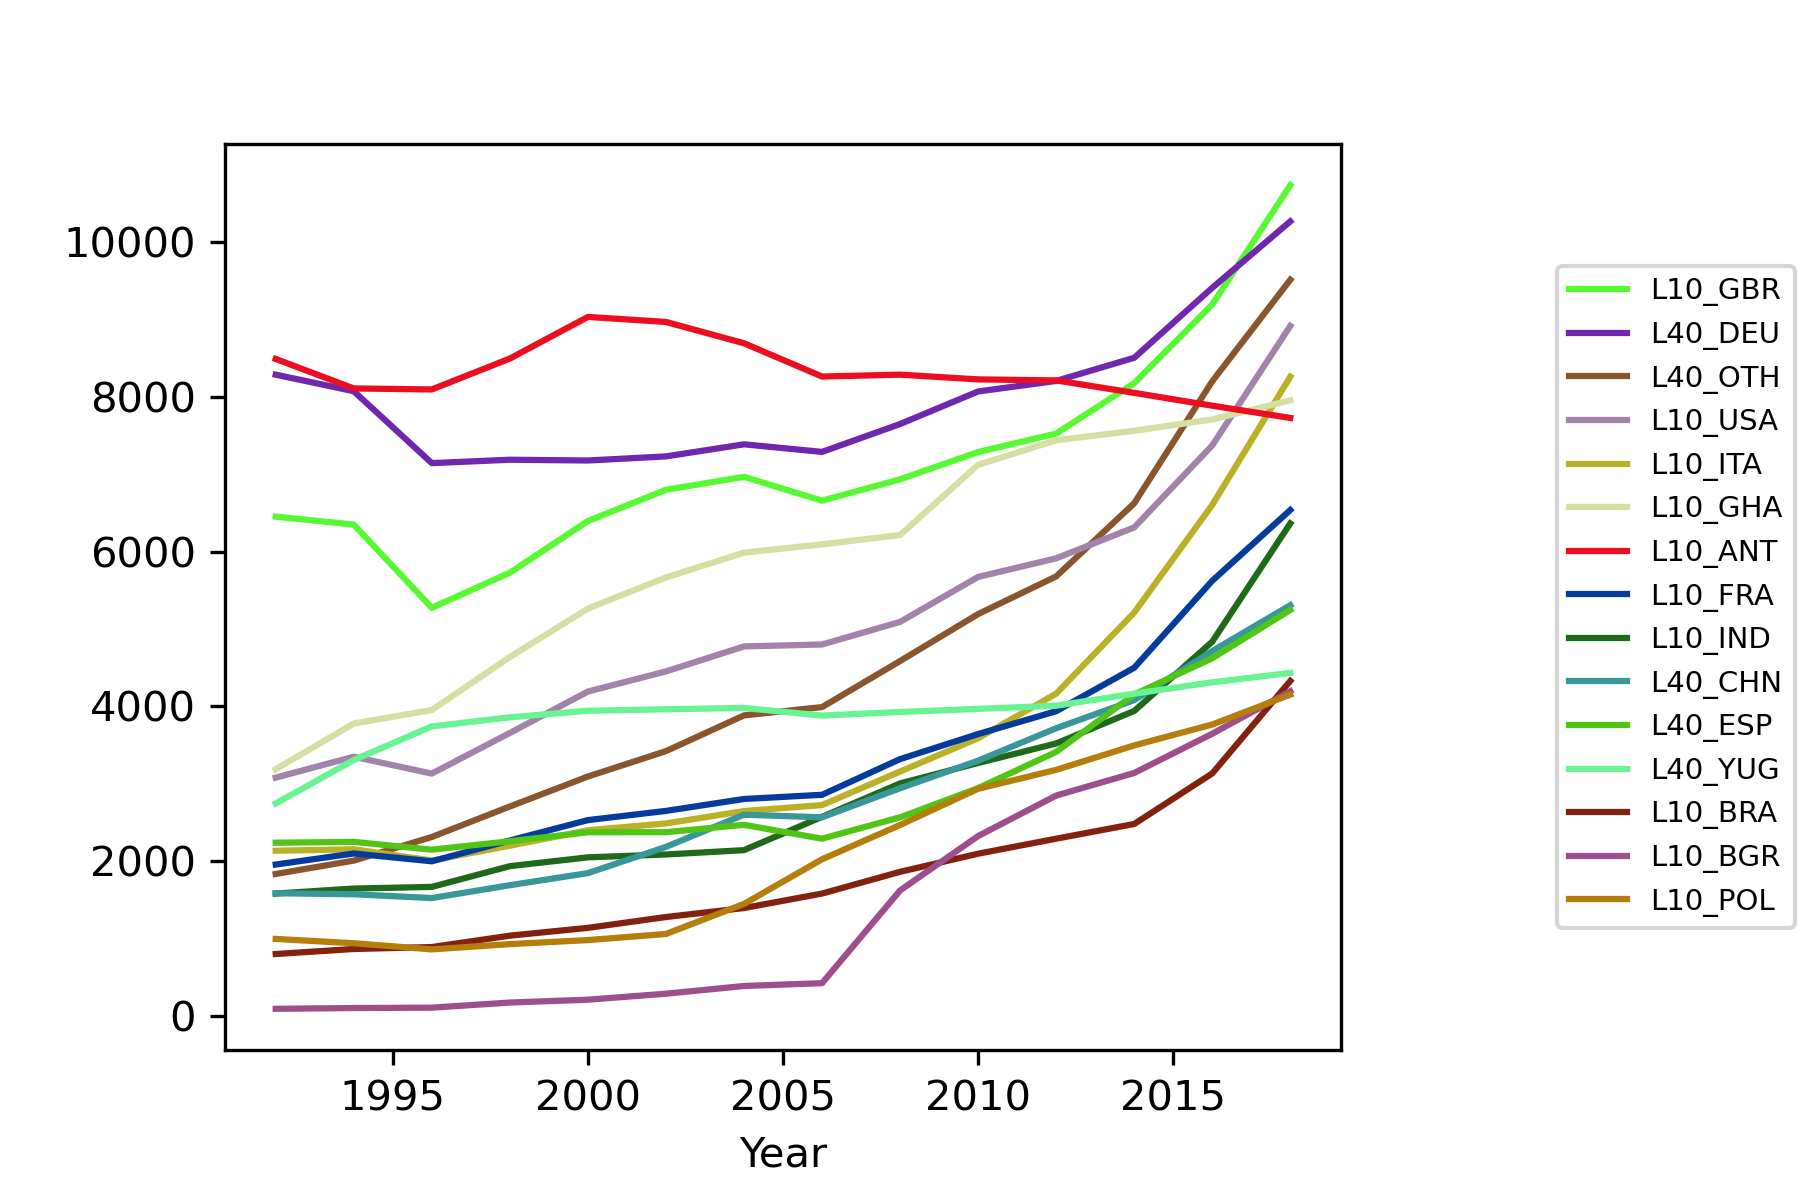 10000
8000
6000
4000
2000
0
1995 2000 2005 2010 2015
Year
L10_GBR
L40_DEU
L40_OTH
L10_USA
L10_ITA
L10_GHA
L10_ANT
L10_FRA
L10_IND
L40_CHN
L40_ESP
L40_YUG
L10_BRA
L10_BGR
L10_POL